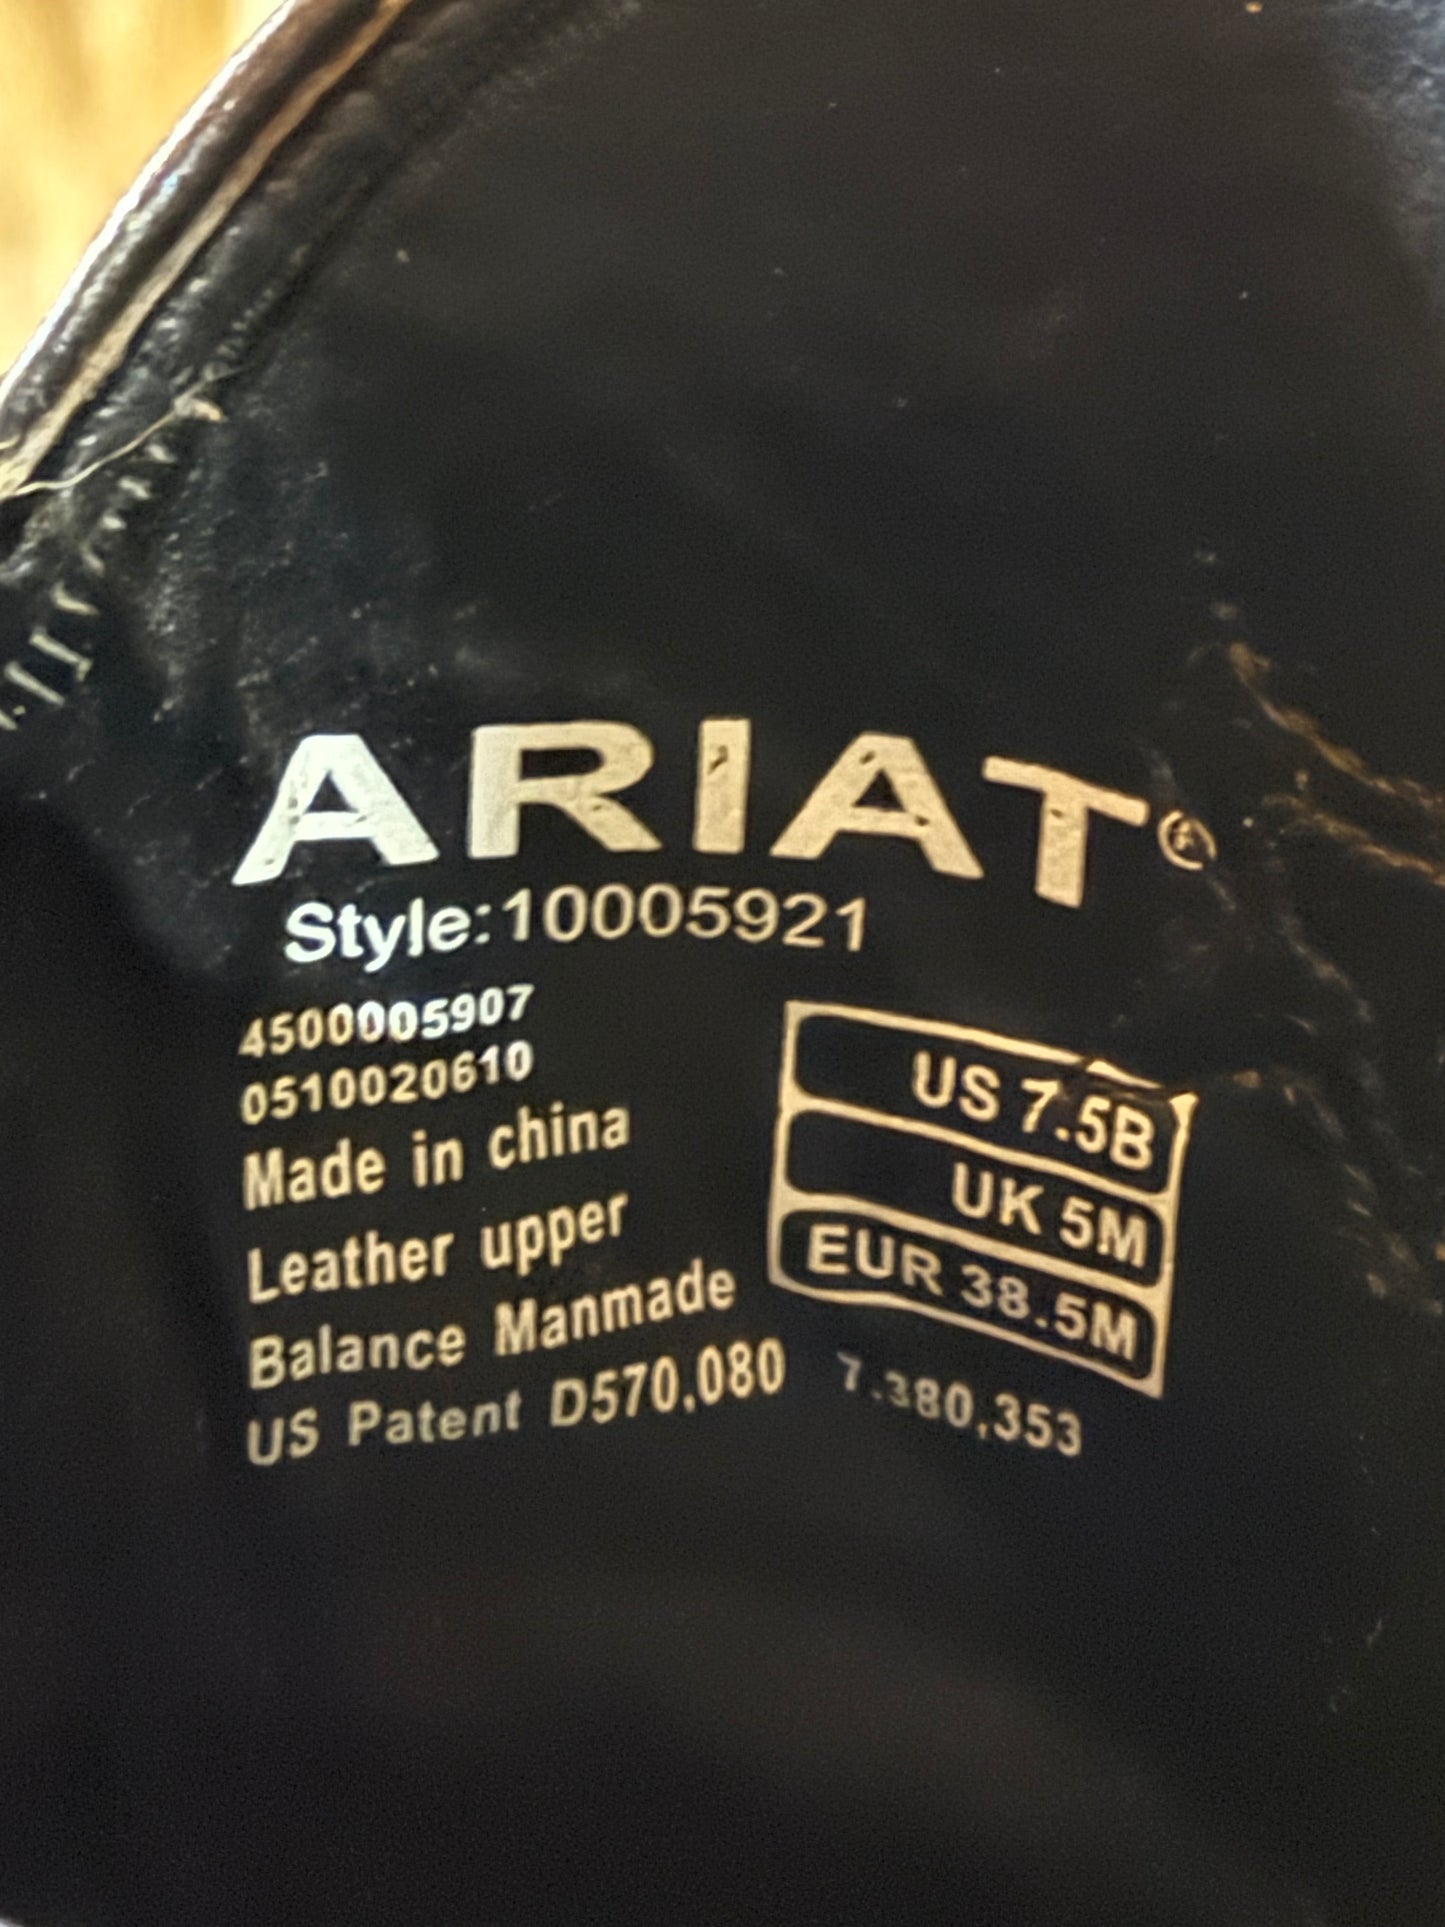 ARIAT®
Style:10005921
4500005907
0510020610
Made in china
Leather upper
Balance Manmade
US Patent D570,080 7.380,353
US 7.5B
UK 5M
EUR 38.5M